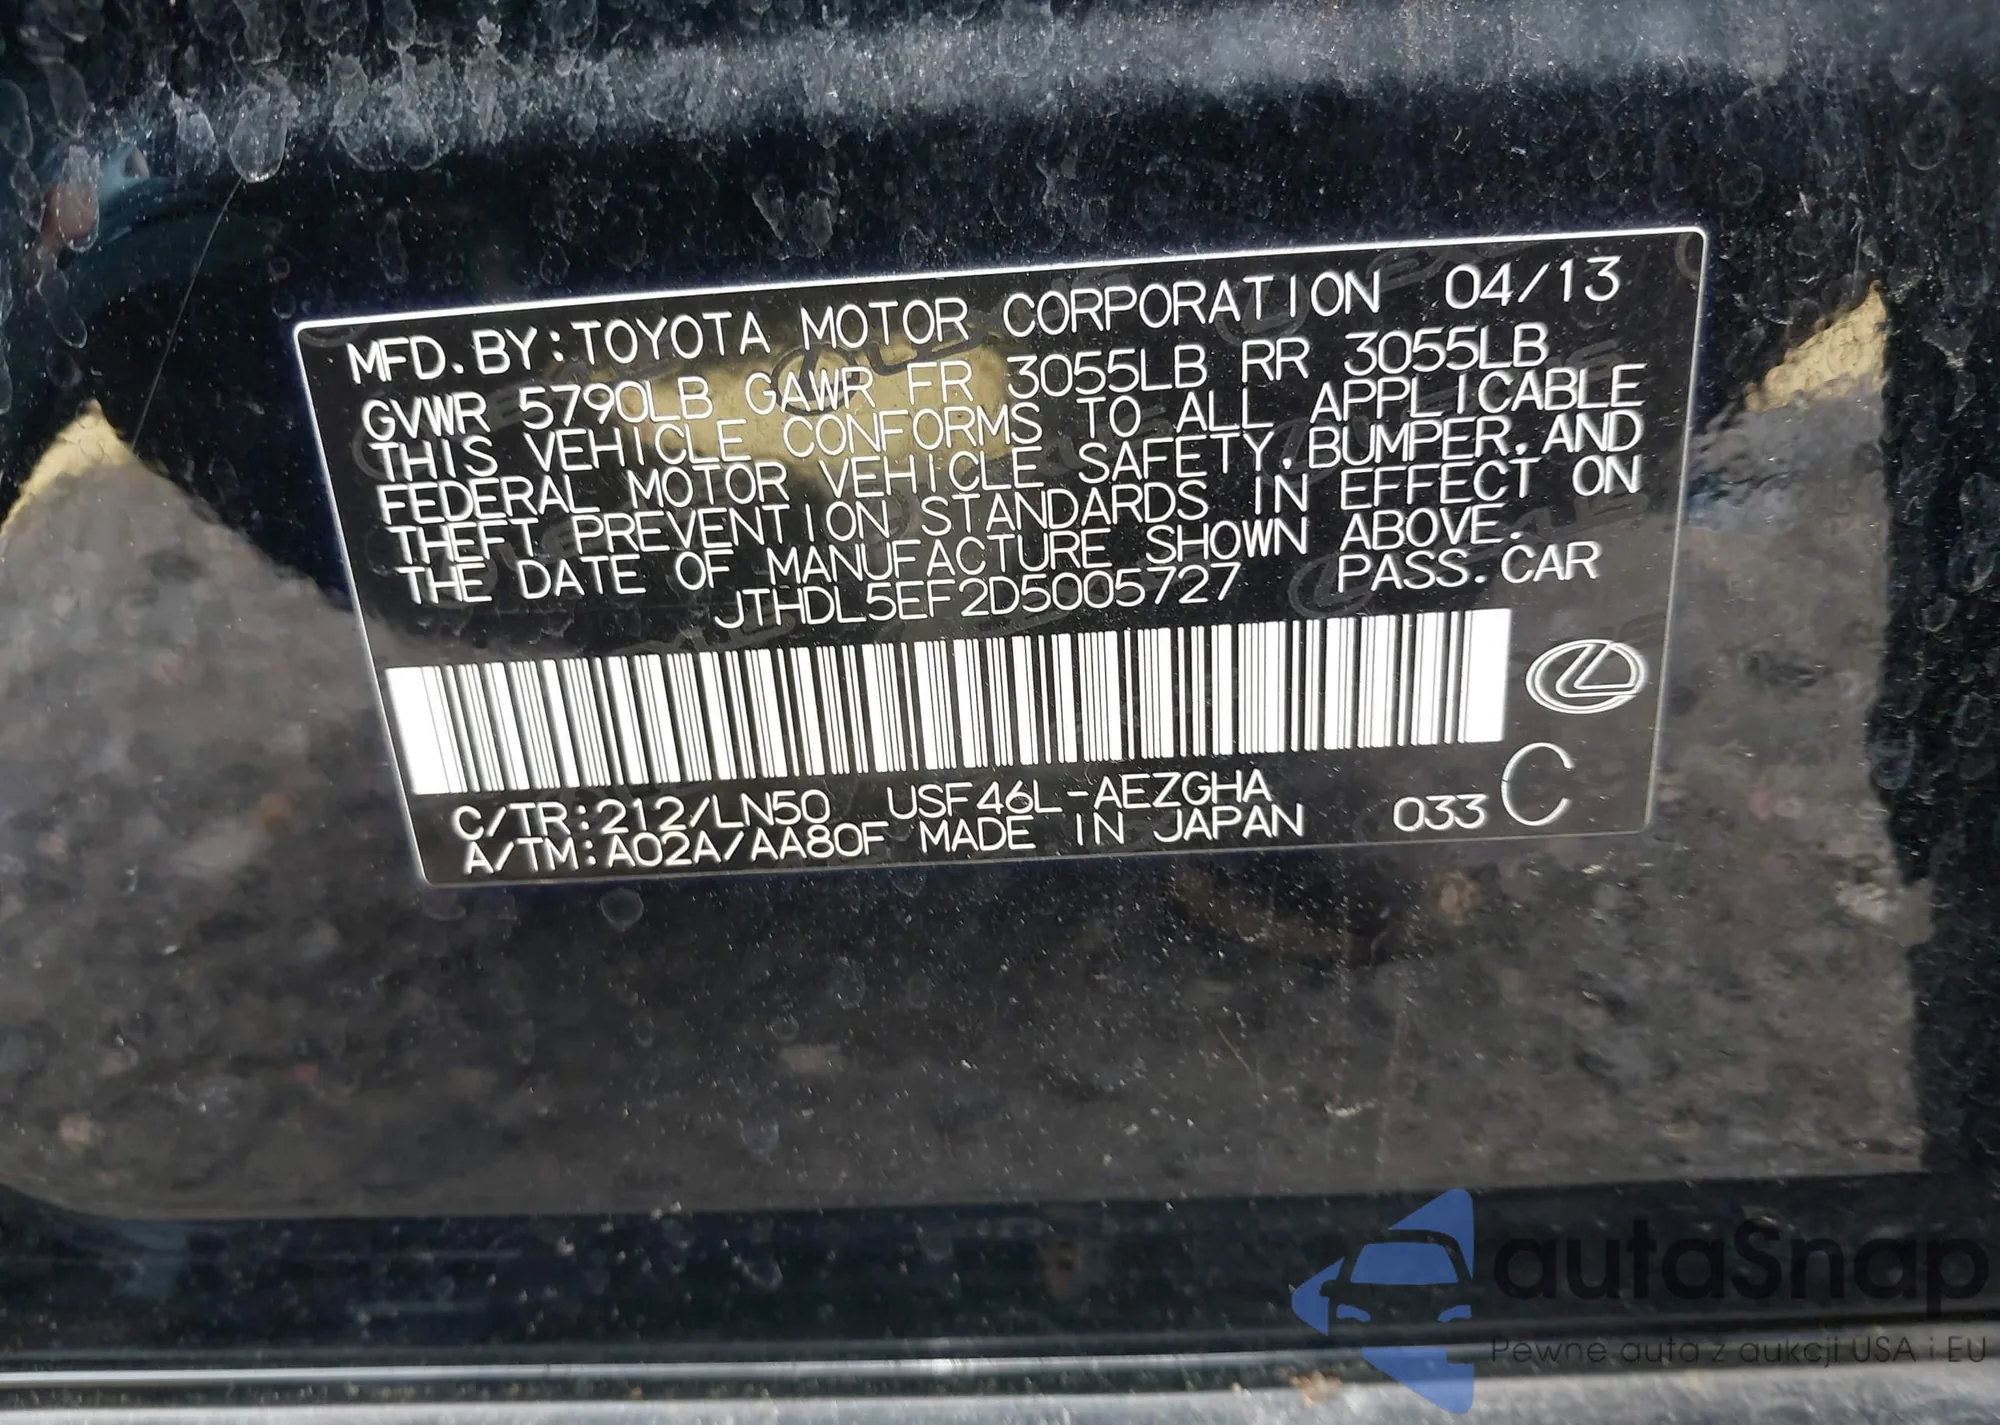 MFD. BY: TOYOTA MOTOR CORPORATION 04/13
GVWR 5790LB GAWR FR 3055LB RR 3055LB
THIS VEHICLE CONFORMS TO ALL APPLICABLE
FEDERAL MOTOR VEHICLE SAFETY, BUMPER, AND
THEFT PREVENTION STANDARDS IN EFFECT ON
THE DATE OF MANUFACTURE SHOWN ABOVE.
JTHDL5EF2D5005727 PASS. CAR
C/TR:212/LN50 USF46L-AEZGHA
A/TM:A02A/AA80F MADE IN JAPAN 033 C
autaSnap
Pewne auta z aukcji USA i EU